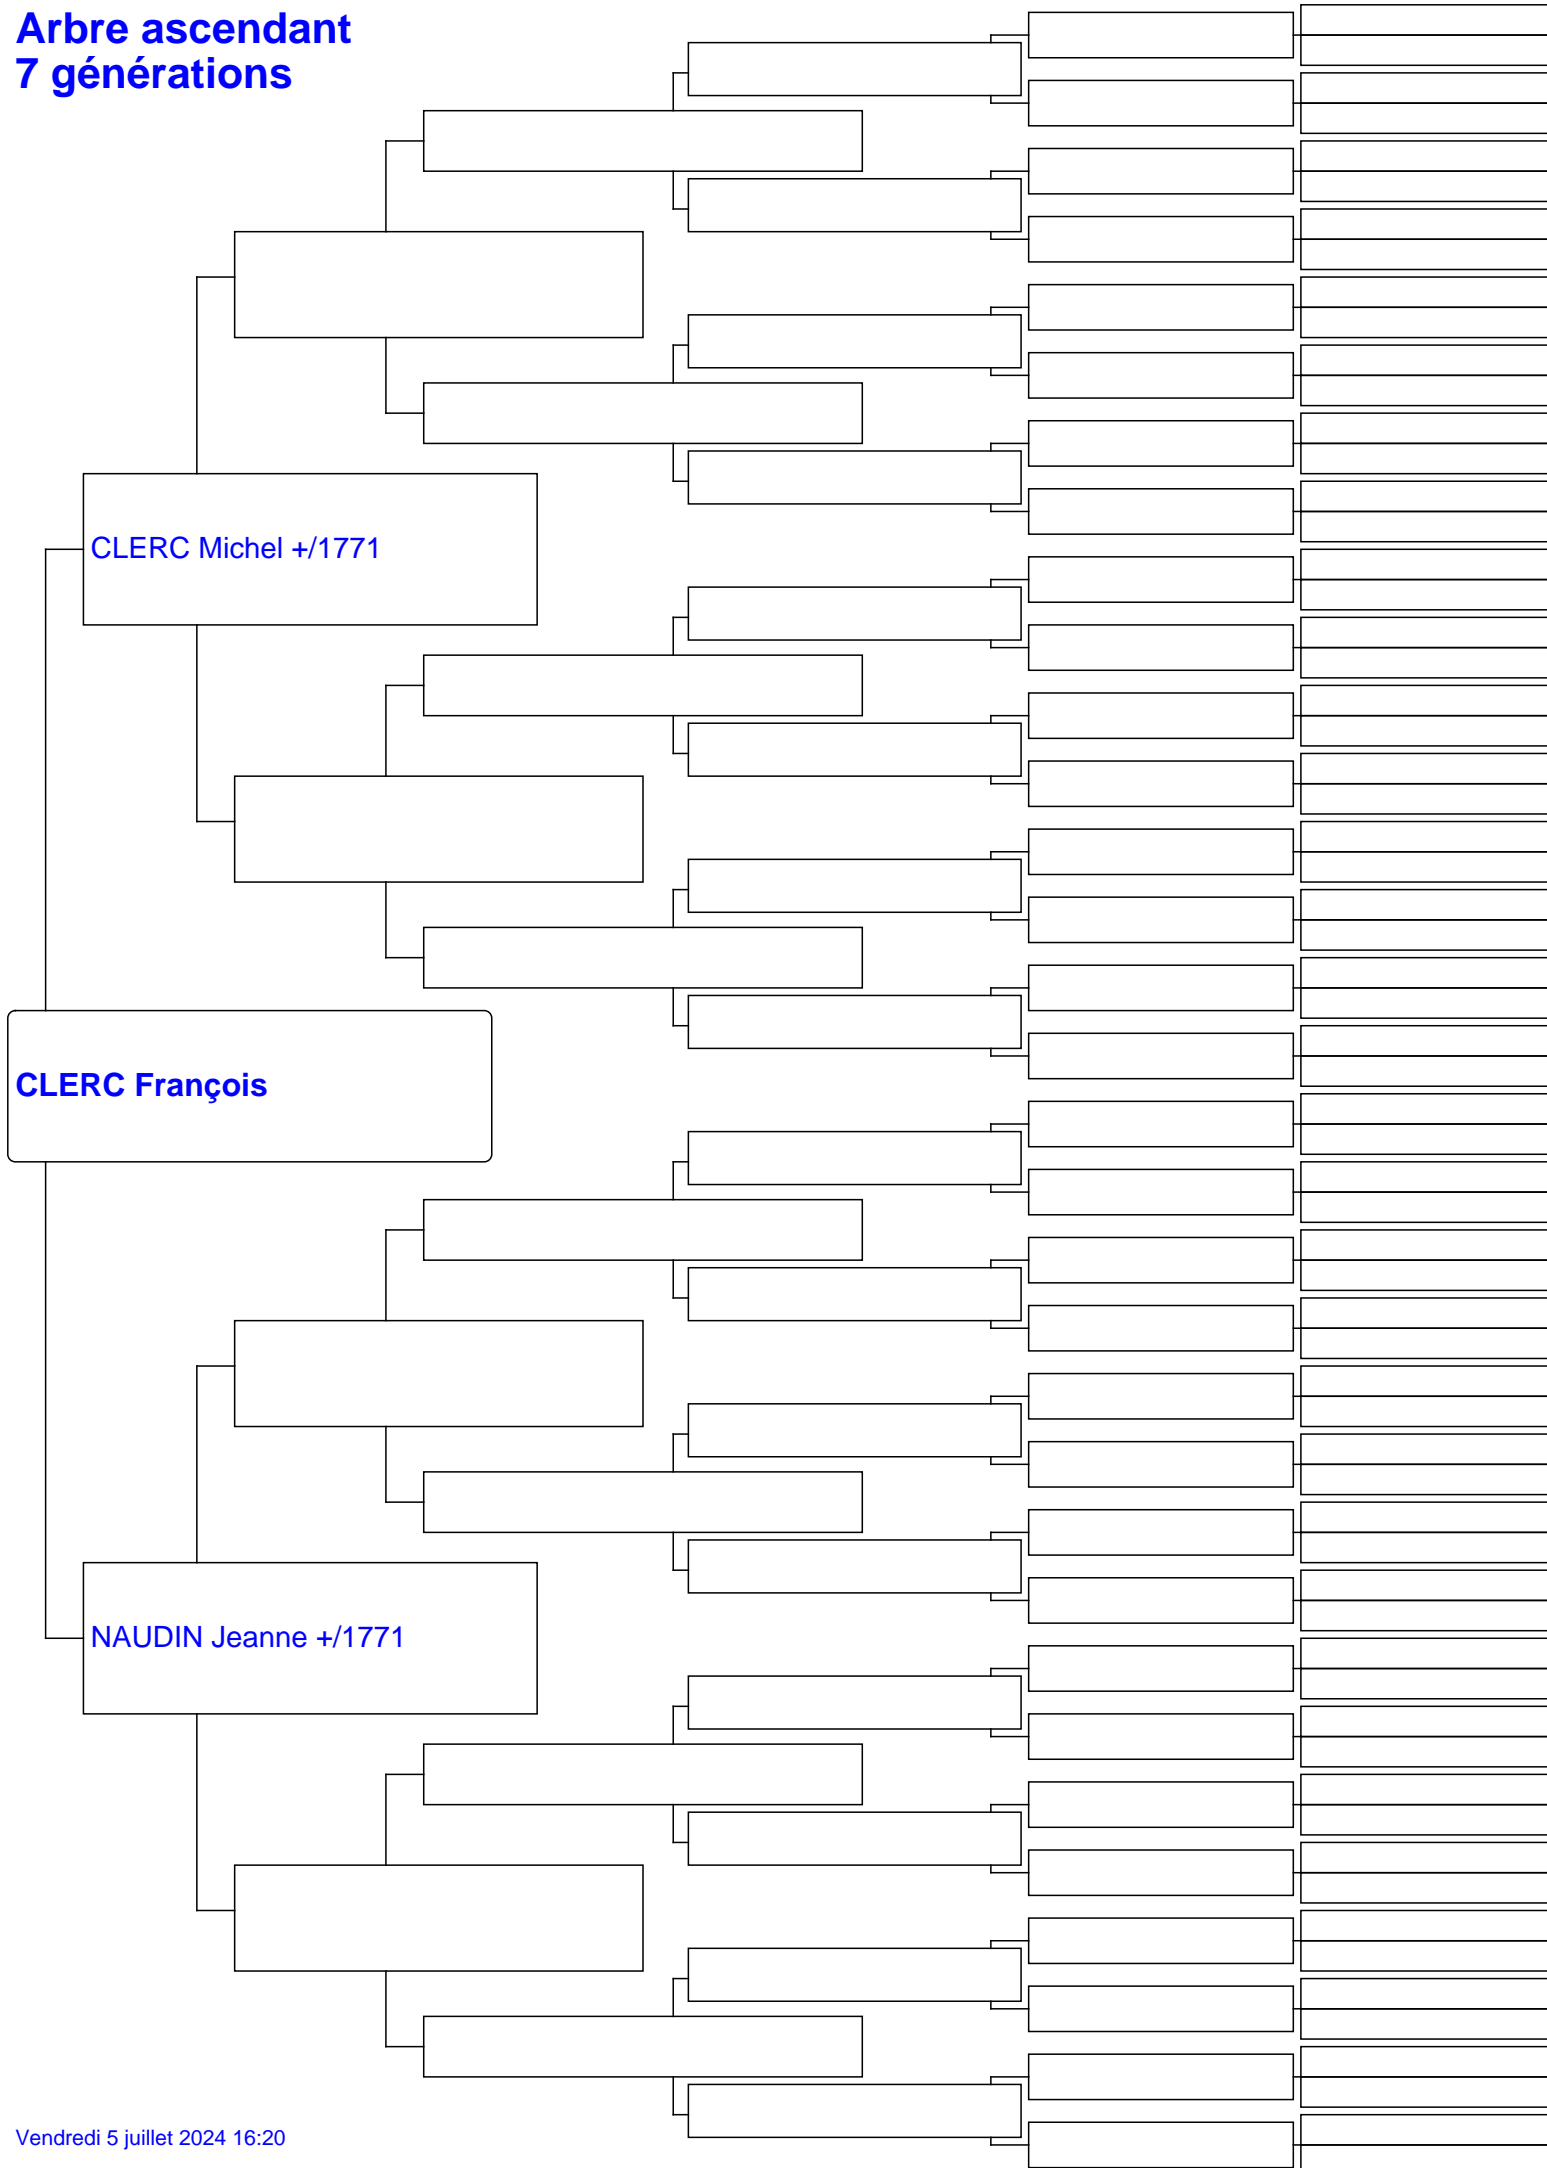 Arbre ascendant
7 générations
CLERC Michel +/1771
CLERC François
NAUDIN Jeanne +/1771
Vendredi 5 juillet 2024 16:20